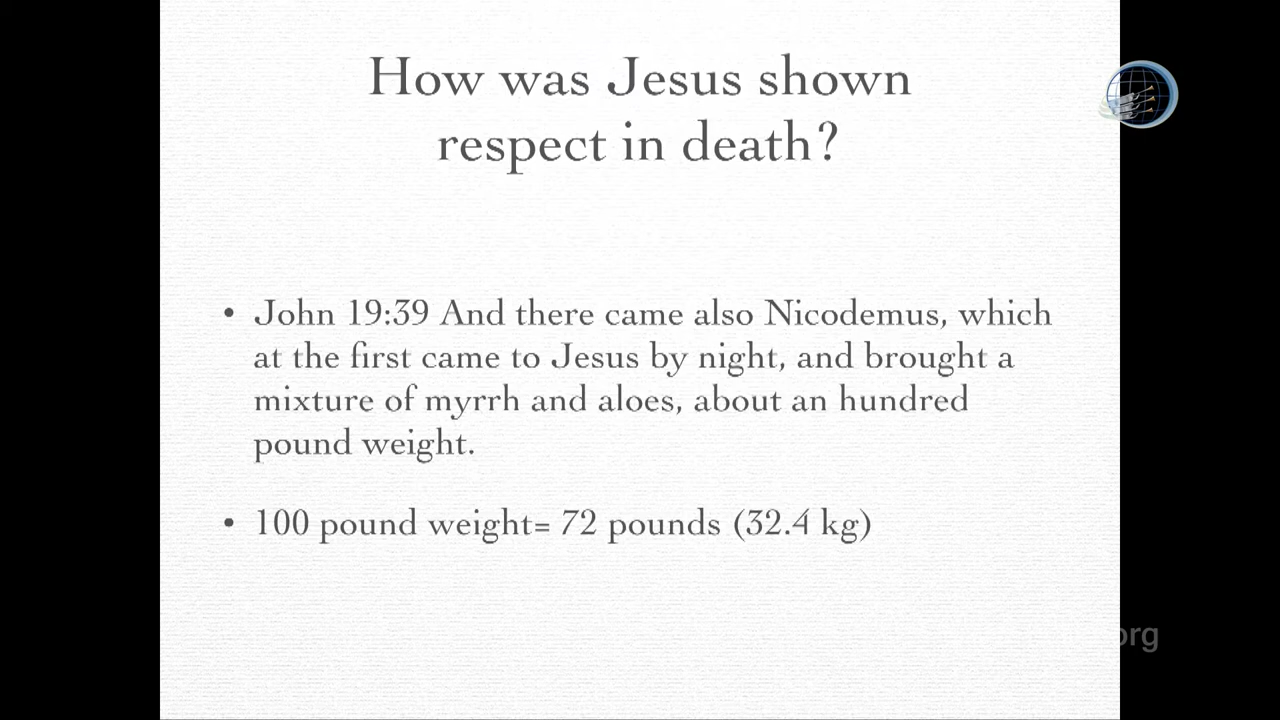 How was Jesus shown
respect in death?
• John 19:39 And there came also Nicodemus, which
at the first came to Jesus by night, and brought a
mixture of myrrh and aloes, about an hundred
pound weight.
• 100 pound weight= 72 pounds (32.4 kg)
org